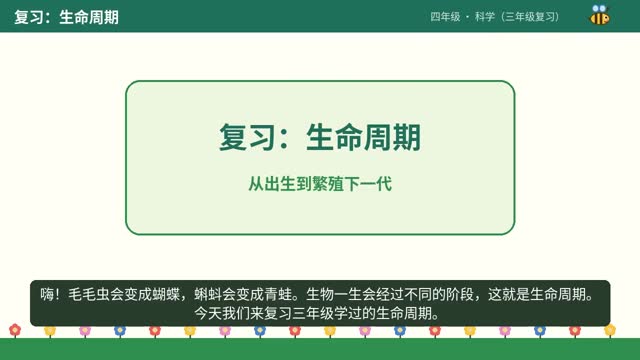 复习：生命周期
四年级 · 科学（三年级复习）
复习：生命周期
从出生到繁殖下一代
嗨！毛毛虫会变成蝴蝶，蝌蚪会变成青蛙。生物一生会经过不同的阶段，这就是生命周期。
今天我们来复习三年级学过的生命周期。